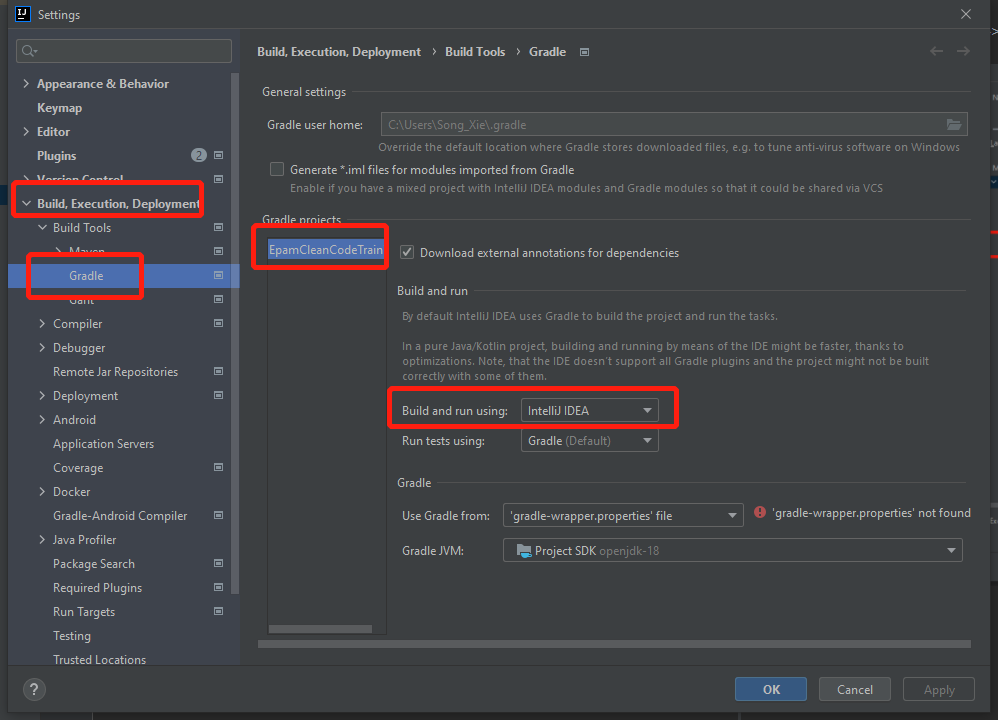 Settings
Appearance & Behavior
Keymap
Editor
Plugins 2
Version Control
Build, Execution, Deployment
Build Tools
Maven
Gradle
Gant
Compiler
Debugger
Remote Jar Repositories
Deployment
Android
Application Servers
Coverage
Docker
Gradle-Android Compiler
Java Profiler
Package Search
Required Plugins
Run Targets
Testing
Trusted Locations
Build, Execution, Deployment › Build Tools › Gradle
General settings
Gradle user home: C:\Users\Song_Xie\.gradle
Override the default location where Gradle stores downloaded files, e.g. to tune anti-virus software on Windows
Generate *.iml files for modules imported from Gradle
Enable if you have a mixed project with IntelliJ IDEA modules and Gradle modules so that it could be shared via VCS
Gradle projects
EpamCleanCodeTrain
Download external annotations for dependencies
Build and run
By default IntelliJ IDEA uses Gradle to build the project and run the tasks.
In a pure Java/Kotlin project, building and running by means of the IDE might be faster, thanks to
optimizations. Note, that the IDE doesn't support all Gradle plugins and the project might not be built
correctly with some of them.
Build and run using: IntelliJ IDEA
Run tests using: Gradle (Default)
Gradle
Use Gradle from: 'gradle-wrapper.properties' file 'gradle-wrapper.properties' not found
Gradle JVM: Project SDK openjdk-18
? OK Cancel Apply